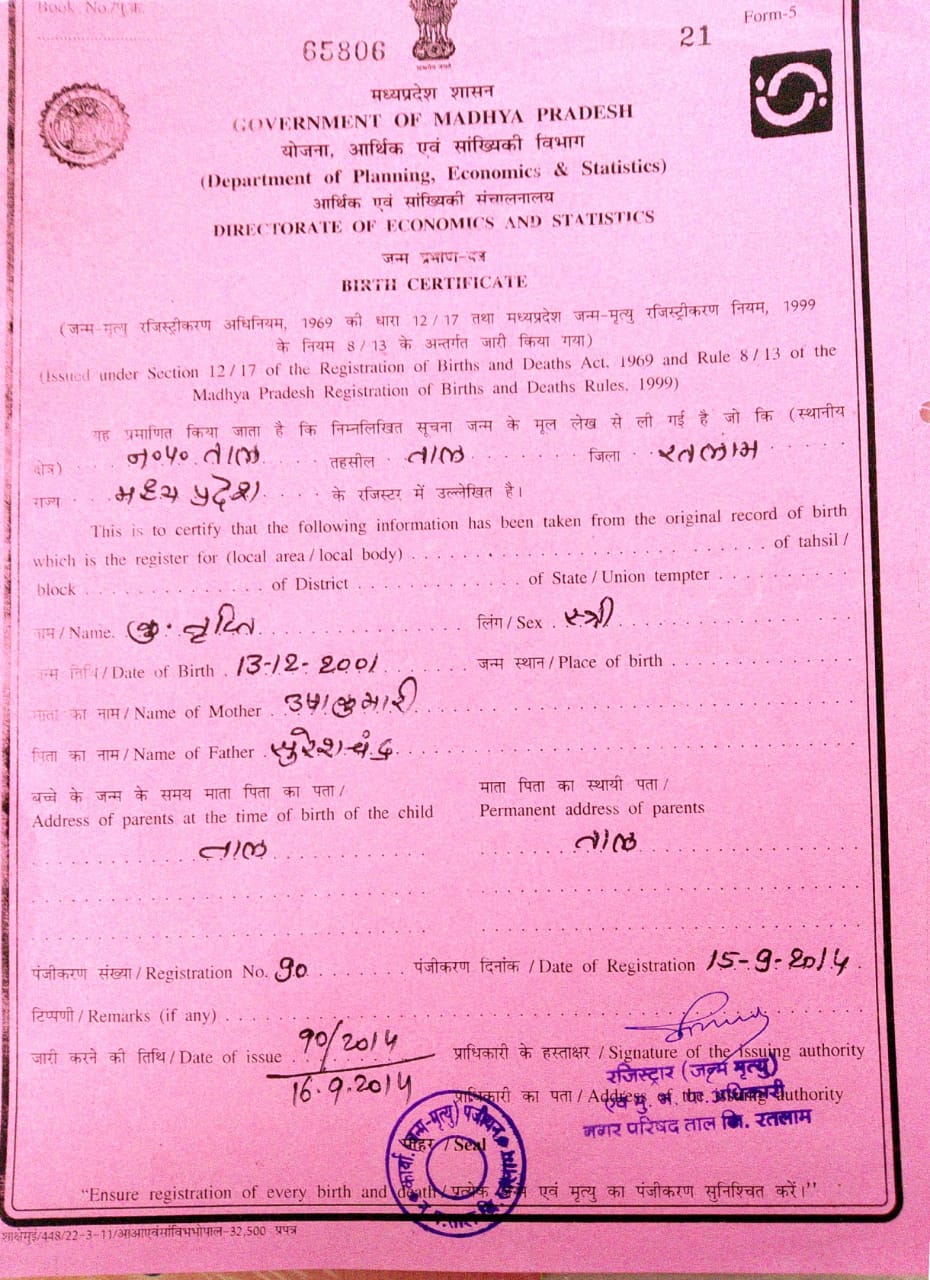 Book No./पु.क्र.
65806
21
Form-5
मध्यप्रदेश शासन
GOVERNMENT OF MADHYA PRADESH
योजना, आर्थिक एवं सांख्यिकी विभाग
(Department of Planning, Economics & Statistics)
आर्थिक एवं सांख्यिकी संचालनालय
DIRECTORATE OF ECONOMICS AND STATISTICS
जन्म प्रमाण-पत्र
BIRTH CERTIFICATE
(जन्म-मृत्यु रजिस्ट्रीकरण अधिनियम, 1969 की धारा 12/17 तथा मध्यप्रदेश जन्म-मृत्यु रजिस्ट्रीकरण नियम, 1999
के नियम 8/13 के अन्तर्गत जारी किया गया)
(Issued under Section 12/17 of the Registration of Births and Deaths Act, 1969 and Rule 8/13 of the
Madhya Pradesh Registration of Births and Deaths Rules, 1999)
यह प्रमाणित किया जाता है कि निम्नलिखित सूचना जन्म के मूल लेख से ली गई है जो कि (स्थानीय
क्षेत्र) न०प० ताल तहसील ताल जिला रतलाम
राज्य मध्य प्रदेश के रजिस्टर में उल्लेखित है।
This is to certify that the following information has been taken from the original record of birth
which is the register for (local area/local body) of tahsil/
block of District of State/Union tempter
नाम/Name. कु. तृप्ति लिंग/Sex स्त्री
जन्म तिथि/Date of Birth 13-12-2001 जन्म स्थान/Place of birth
माता का नाम/Name of Mother उषाकुमारी
पिता का नाम/Name of Father सुरेशचंद्र
बच्चे के जन्म के समय माता पिता का पता/ माता पिता का स्थायी पता/
Address of parents at the time of birth of the child Permanent address of parents
ताल ताल
पंजीकरण संख्या/Registration No. 90 पंजीकरण दिनांक/Date of Registration 15-9-2014
टिप्पणी/Remarks (if any)
जारी करने की तिथि/Date of issue 90/2014 प्राधिकारी के हस्ताक्षर/Signature of the issuing authority
16.9.2014
रजिस्ट्रार (जन्म मृत्यु)
प्राधिकारी का पता/Address of the issuing authority
एवं मु. न. पा. अधिकारी
नगर परिषद ताल जि. रतलाम
मोहर/Seal
कार्या. (जन्म-मृत्यु) पंजीयन
"Ensure registration of every birth and death/प्रत्येक जन्म एवं मृत्यु का पंजीकरण सुनिश्चित करें।"
शाक्षेमुई/448/22-3-11/आआएवंसांविभभोपाल-32,500 प्रपत्र